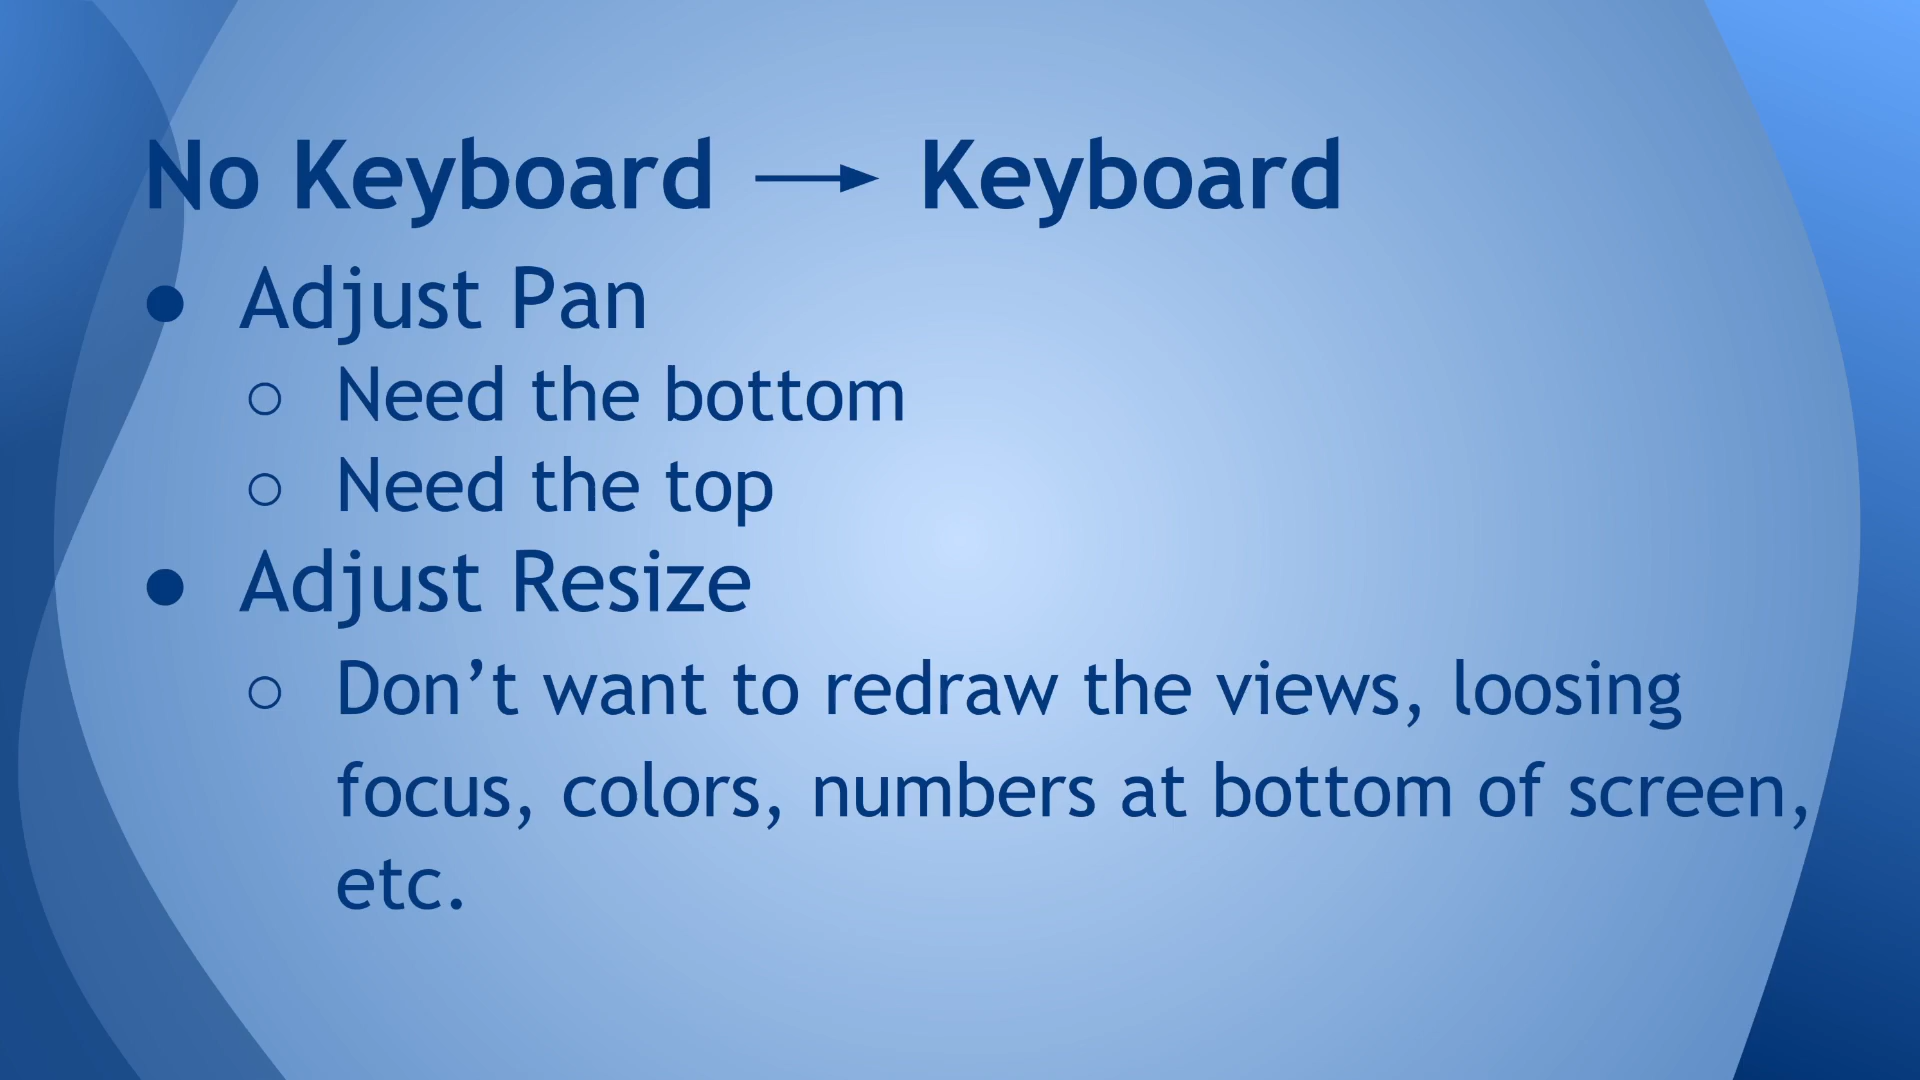 No Keyboard → Keyboard
● Adjust Pan
○ Need the bottom
○ Need the top
● Adjust Resize
○ Don’t want to redraw the views, loosing
focus, colors, numbers at bottom of screen,
etc.